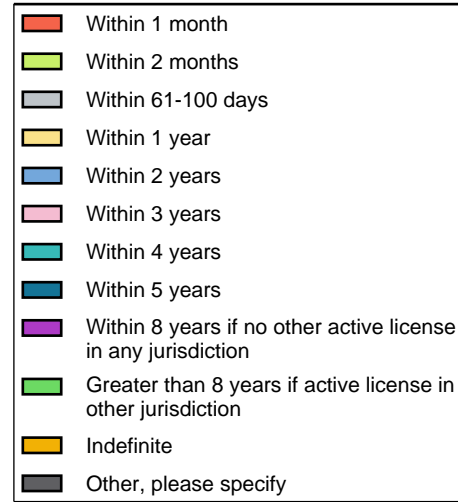 Within 1 month
Within 2 months
Within 61-100 days
Within 1 year
Within 2 years
Within 3 years
Within 4 years
Within 5 years
Within 8 years if no other active license
in any jurisdiction
Greater than 8 years if active license in
other jurisdiction
Indefinite
Other, please specify